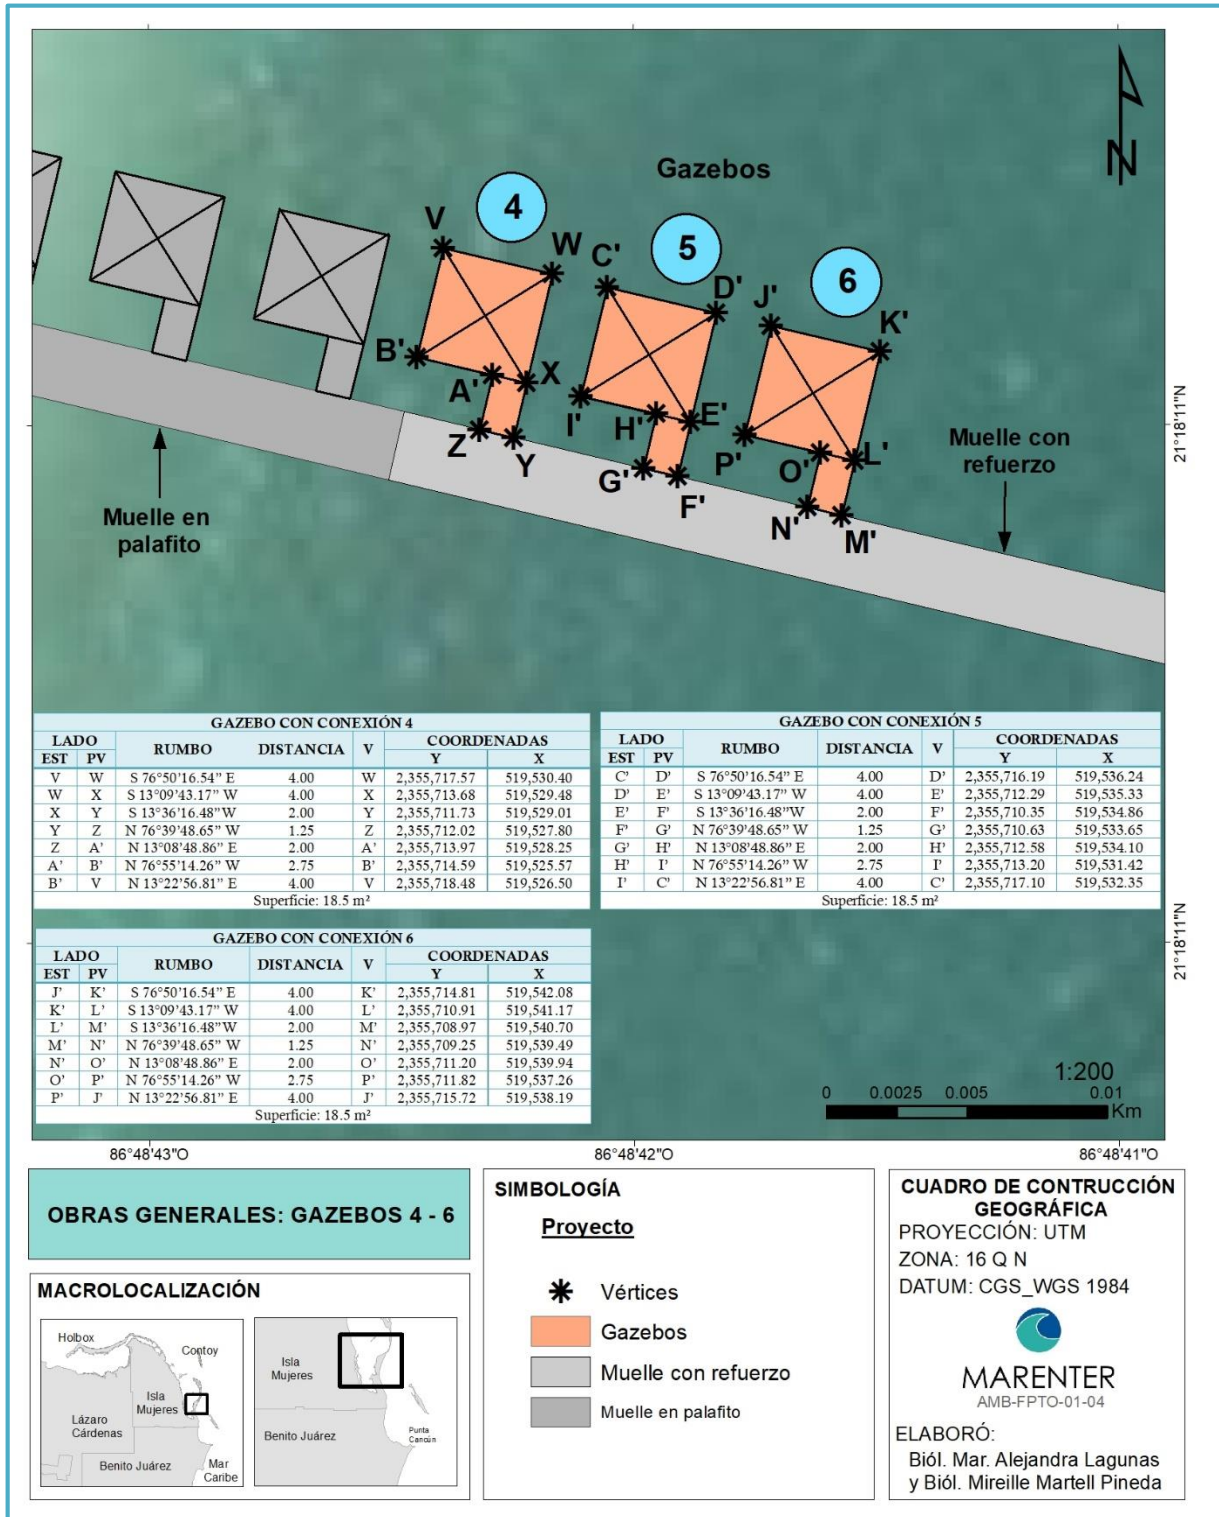 Gazebos
N
4
5
6
V
W
C'
D'
J'
K'
B'
A'
X
I'
H'
E'
P'
O'
L'
Z
Y
G'
F'
N'
M'
Muelle en
palafito
Muelle con
refuerzo
21°18'11"N
21°18'11"N
GAZEBO CON CONEXIÓN 4
LADO RUMBO DISTANCIA V COORDENADAS
EST PV Y X
V W S 76°50'16.54” E 4.00 W 2,355,717.57 519,530.40
W X S 13°09'43.17” W 4.00 X 2,355,713.68 519,529.48
X Y S 13°36'16.48” W 2.00 Y 2,355,711.73 519,529.01
Y Z N 76°39'48.65” W 1.25 Z 2,355,712.02 519,527.80
Z A' N 13°08'48.86” E 2.00 A' 2,355,713.97 519,528.25
A' B' N 76°55'14.26” W 2.75 B' 2,355,714.59 519,525.57
B' V N 13°22'56.81” E 4.00 V 2,355,718.48 519,526.50
Superficie: 18.5 m²
GAZEBO CON CONEXIÓN 5
LADO RUMBO DISTANCIA V COORDENADAS
EST PV Y X
C' D' S 76°50'16.54” E 4.00 D' 2,355,716.19 519,536.24
D' E' S 13°09'43.17” W 4.00 E' 2,355,712.29 519,535.33
E' F' S 13°36'16.48”W 2.00 F' 2,355,710.35 519,534.86
F' G' N 76°39'48.65” W 1.25 G' 2,355,710.63 519,533.65
G' H' N 13°08'48.86” E 2.00 H' 2,355,712.58 519,534.10
H' I' N 76°55'14.26” W 2.75 I' 2,355,713.20 519,531.42
I' C' N 13°22'56.81” E 4.00 C' 2,355,717.10 519,532.35
Superficie: 18.5 m²
GAZEBO CON CONEXIÓN 6
LADO RUMBO DISTANCIA V COORDENADAS
EST PV Y X
J' K' S 76°50'16.54” E 4.00 K' 2,355,714.81 519,542.08
K' L' S 13°09'43.17” W 4.00 L' 2,355,710.91 519,541.17
L' M' S 13°36'16.48”W 2.00 M' 2,355,708.97 519,540.70
M' N' N 76°39'48.65” W 1.25 N' 2,355,709.25 519,539.49
N' O' N 13°08'48.86” E 2.00 O' 2,355,711.20 519,539.94
O' P' N 76°55'14.26” W 2.75 P' 2,355,711.82 519,537.26
P' J' N 13°22'56.81” E 4.00 J' 2,355,715.72 519,538.19
Superficie: 18.5 m²
1:200
0 0.0025 0.005 0.01
Km
86°48'43"O
86°48'42"O
86°48'41"O
OBRAS GENERALES: GAZEBOS 4 - 6
MACROLOCALIZACIÓN
Holbox
Contoy
Isla
Mujeres
Lázaro
Cárdenas
Benito Juárez
Mar
Caribe
Isla
Mujeres
Benito Juárez
Punta
Cancún
SIMBOLOGÍA
Proyecto
Vértices
Gazebos
Muelle con refuerzo
Muelle en palafito
CUADRO DE CONTRUCCIÓN
GEOGRÁFICA
PROYECCIÓN: UTM
ZONA: 16 Q N
DATUM: CGS_WGS 1984
MARENTER
AMB-FPTO-01-04
ELABORÓ:
Biól. Mar. Alejandra Lagunas
y Biól. Mireille Martell Pineda